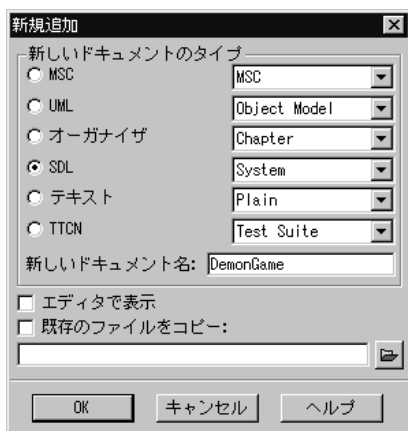 新規追加
新しいドキュメントのタイプ
MSC MSC
UML Object Model
オーガナイザ Chapter
SDL System
テキスト Plain
TTCN Test Suite
新しいドキュメント名: DemonGame
エディタで表示
既存のファイルをコピー:
OK キャンセル ヘルプ